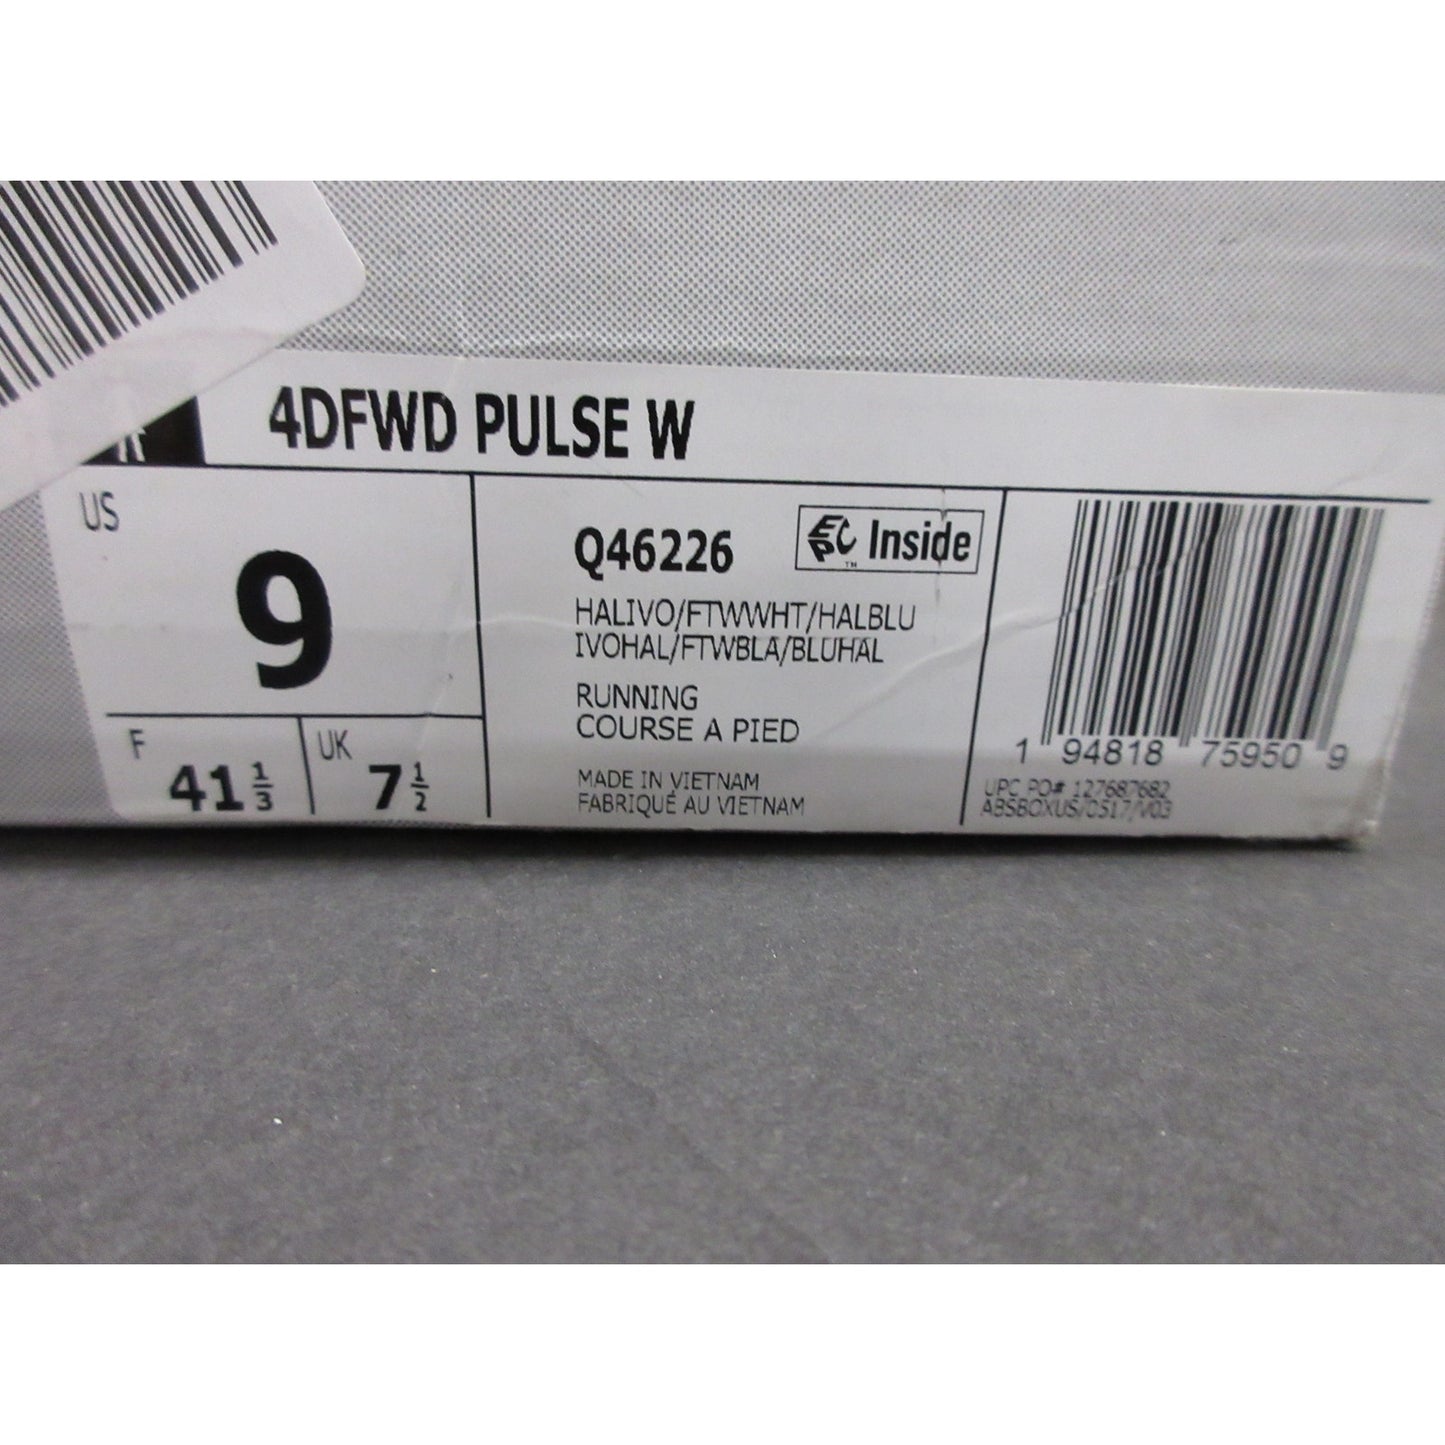 4DFWD PULSE W
US
9
F
41 1/3
UK
7 1/2
Q46226
EPC™ Inside
HALIVO/FTWWHT/HALBLU
IVOHAL/FTWBLA/BLUHAL
RUNNING
COURSE A PIED
MADE IN VIETNAM
FABRIQUÉ AU VIETNAM
1 94818 75950 9
UPC PO# 127687682
ABSBOXUS/0517/V03